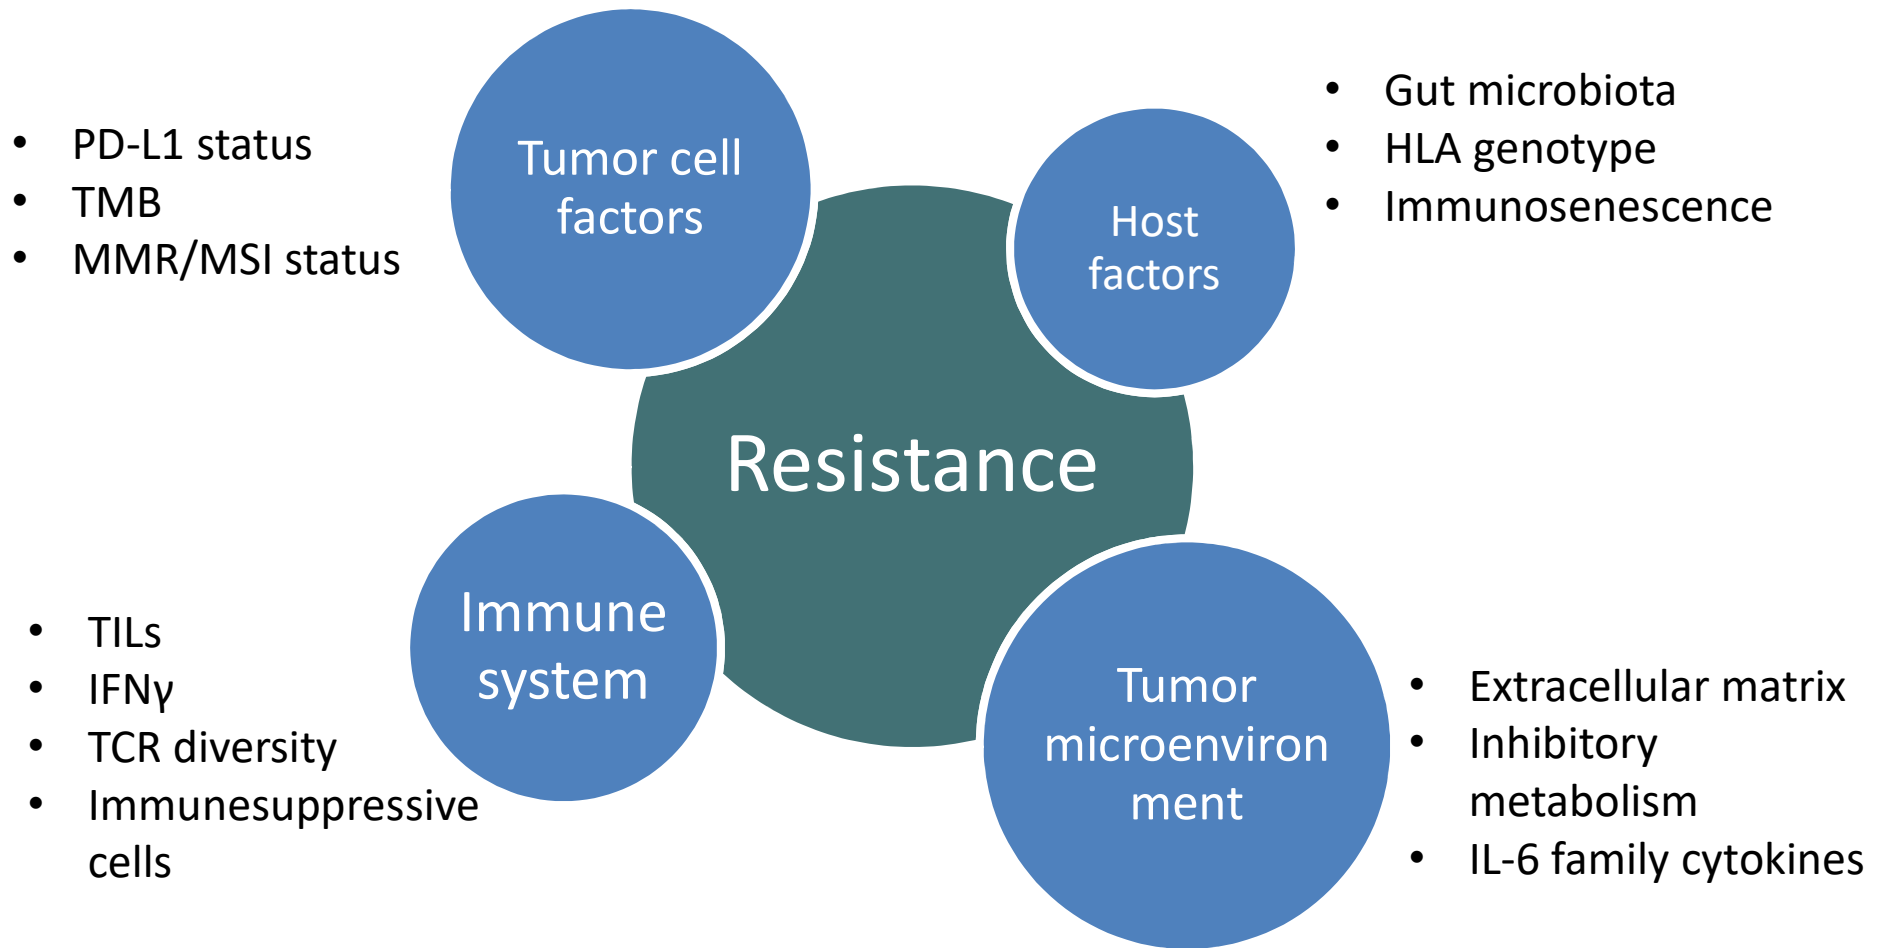 Tumor cell
factors
• PD-L1 status
• TMB
• MMR/MSI status
Host
factors
• Gut microbiota
• HLA genotype
• Immunosenescence
Resistance
Immune
system
• TILs
• IFNγ
• TCR diversity
• Immunesuppressive
cells
Tumor
microenviron
ment
• Extracellular matrix
• Inhibitory
metabolism
• IL-6 family cytokines